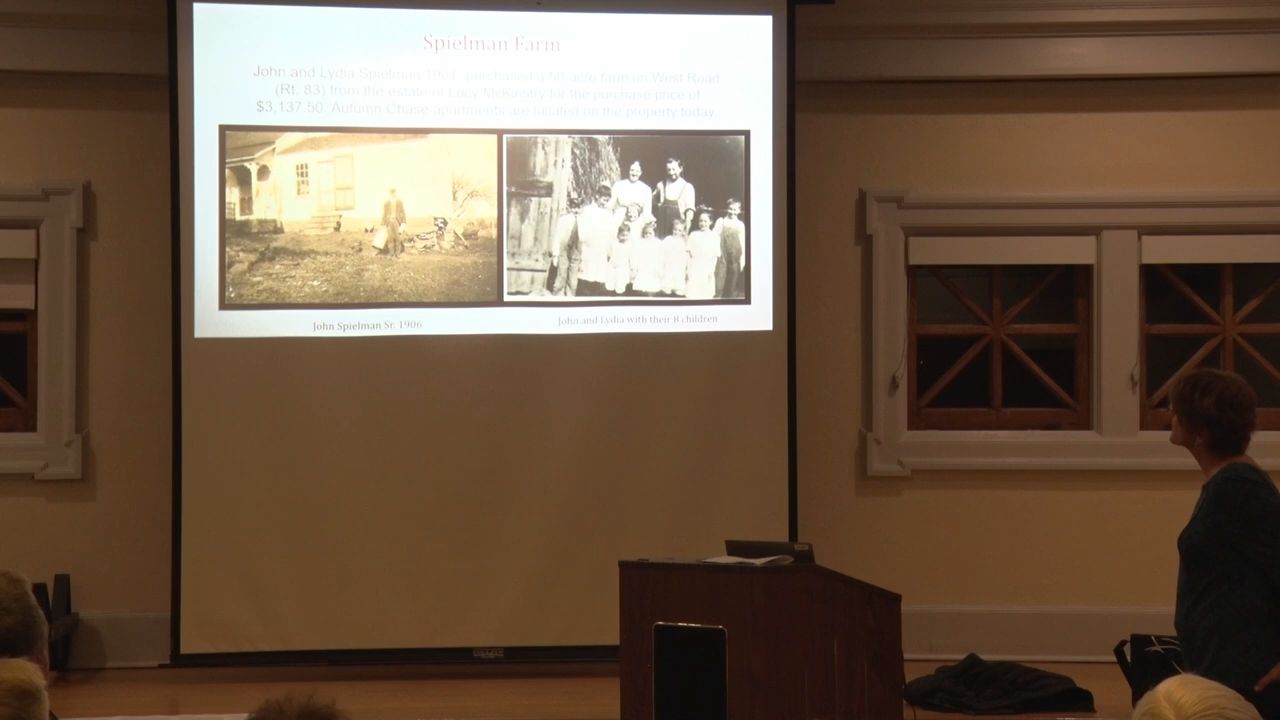 Spielman Farm
John and Lydia Spielman 1901, purchased a 60-acre farm on West Road
(Rt. 83) from the estate of Lucy McKinstry for the purchase price of
$3,137.50. Autumn Chase apartments are located on the property today.
John Spielman Sr. 1906
John and Lydia with their 8 children